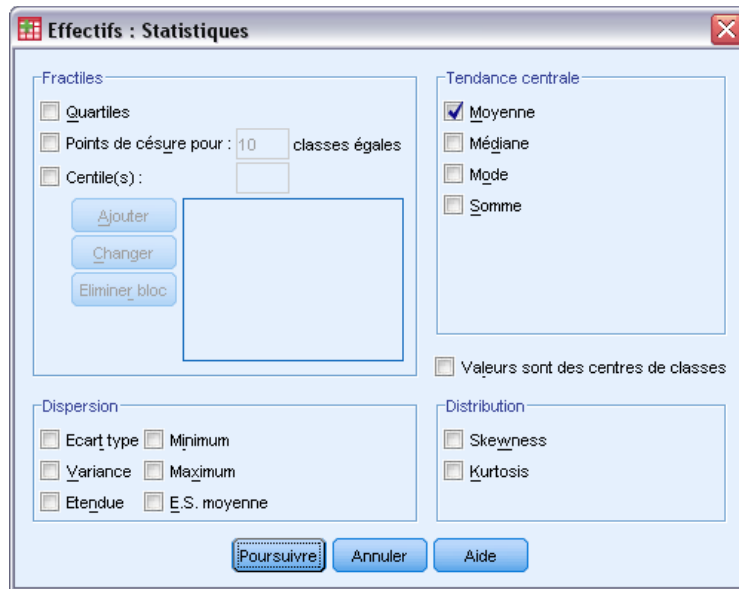 Effectifs : Statistiques
Fractiles
Quartiles
Points de césure pour : 10 classes égales
Centile(s) :
Ajouter
Changer
Eliminer bloc
Tendance centrale
Moyenne
Médiane
Mode
Somme
Valeurs sont des centres de classes
Dispersion
Ecart type Minimum
Variance Maximum
Etendue E.S. moyenne
Distribution
Skewness
Kurtosis
Poursuivre Annuler Aide